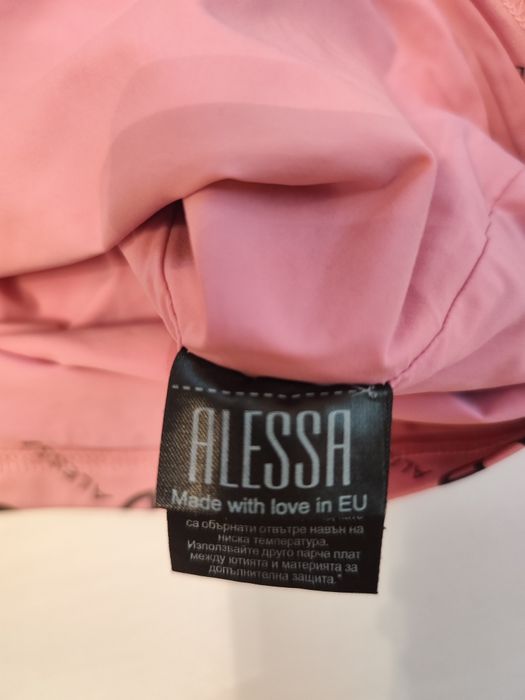 ALESSA
Made with love in EU
са обърнати отвътре навън на
ниска температура.
Използвайте друго парче плат
между ютията и материята за
допълнителна защита.*
ALESSA